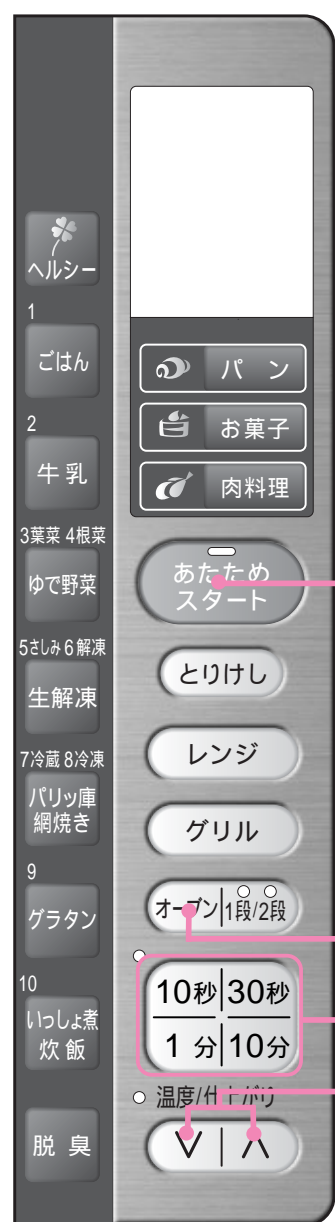 ヘルシー
1
ごはん
2
牛乳
3葉菜 4根菜
ゆで野菜
5さしみ 6解凍
生解凍
7冷蔵 8冷凍
パリッ庫
網焼き
9
グラタン
10
いっしょ煮
炊飯
脱臭
パン
お菓子
肉料理
あたため
スタート
とりけし
レンジ
グリル
オーブン 1段/2段
10秒 30秒
1分 10分
温度/仕上がり